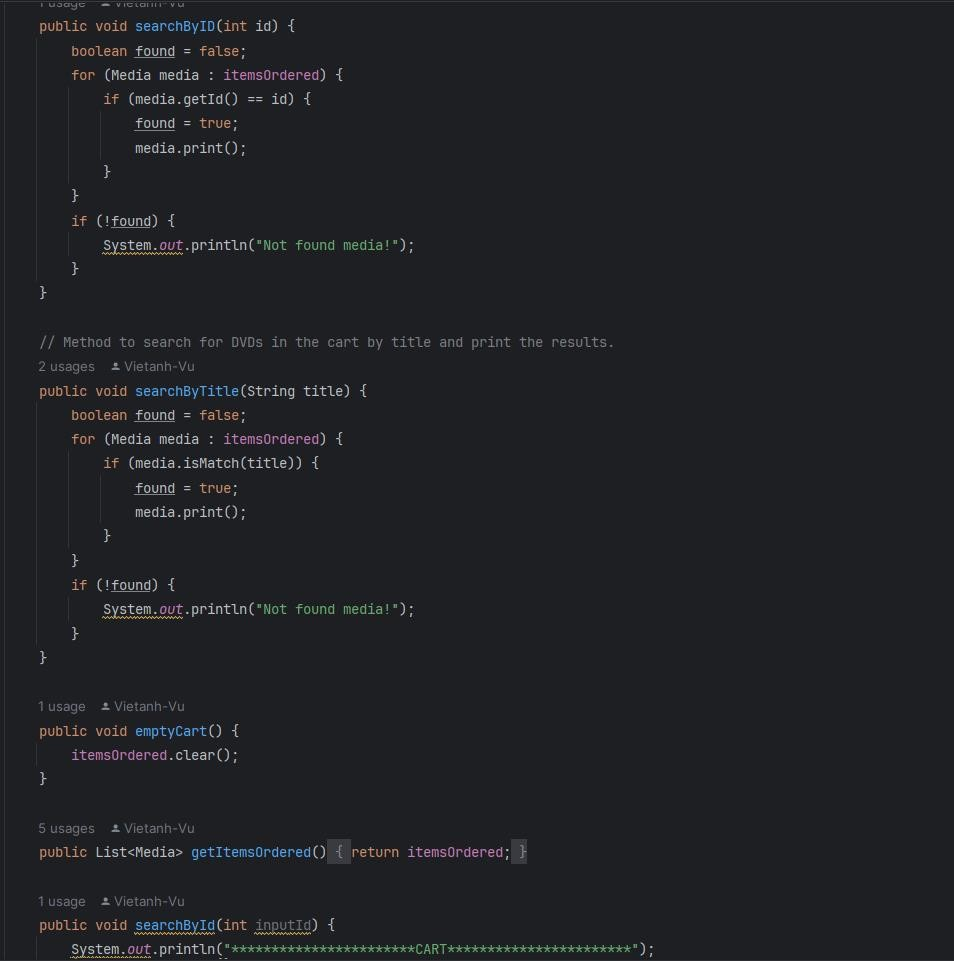 1 usage Vietanh-Vu
public void searchByID(int id) {
boolean found = false;
for (Media media : itemsOrdered) {
if (media.getId() == id) {
found = true;
media.print();
}
}
if (!found) {
System.out.println("Not found media!");
}
}
// Method to search for DVDs in the cart by title and print the results.
2 usages Vietanh-Vu
public void searchByTitle(String title) {
boolean found = false;
for (Media media : itemsOrdered) {
if (media.isMatch(title)) {
found = true;
media.print();
}
}
if (!found) {
System.out.println("Not found media!");
}
}
1 usage Vietanh-Vu
public void emptyCart() {
itemsOrdered.clear();
}
5 usages Vietanh-Vu
public List<Media> getItemsOrdered() { return itemsOrdered; }
1 usage Vietanh-Vu
public void searchById(int inputId) {
System.out.println("***********************CART***********************");